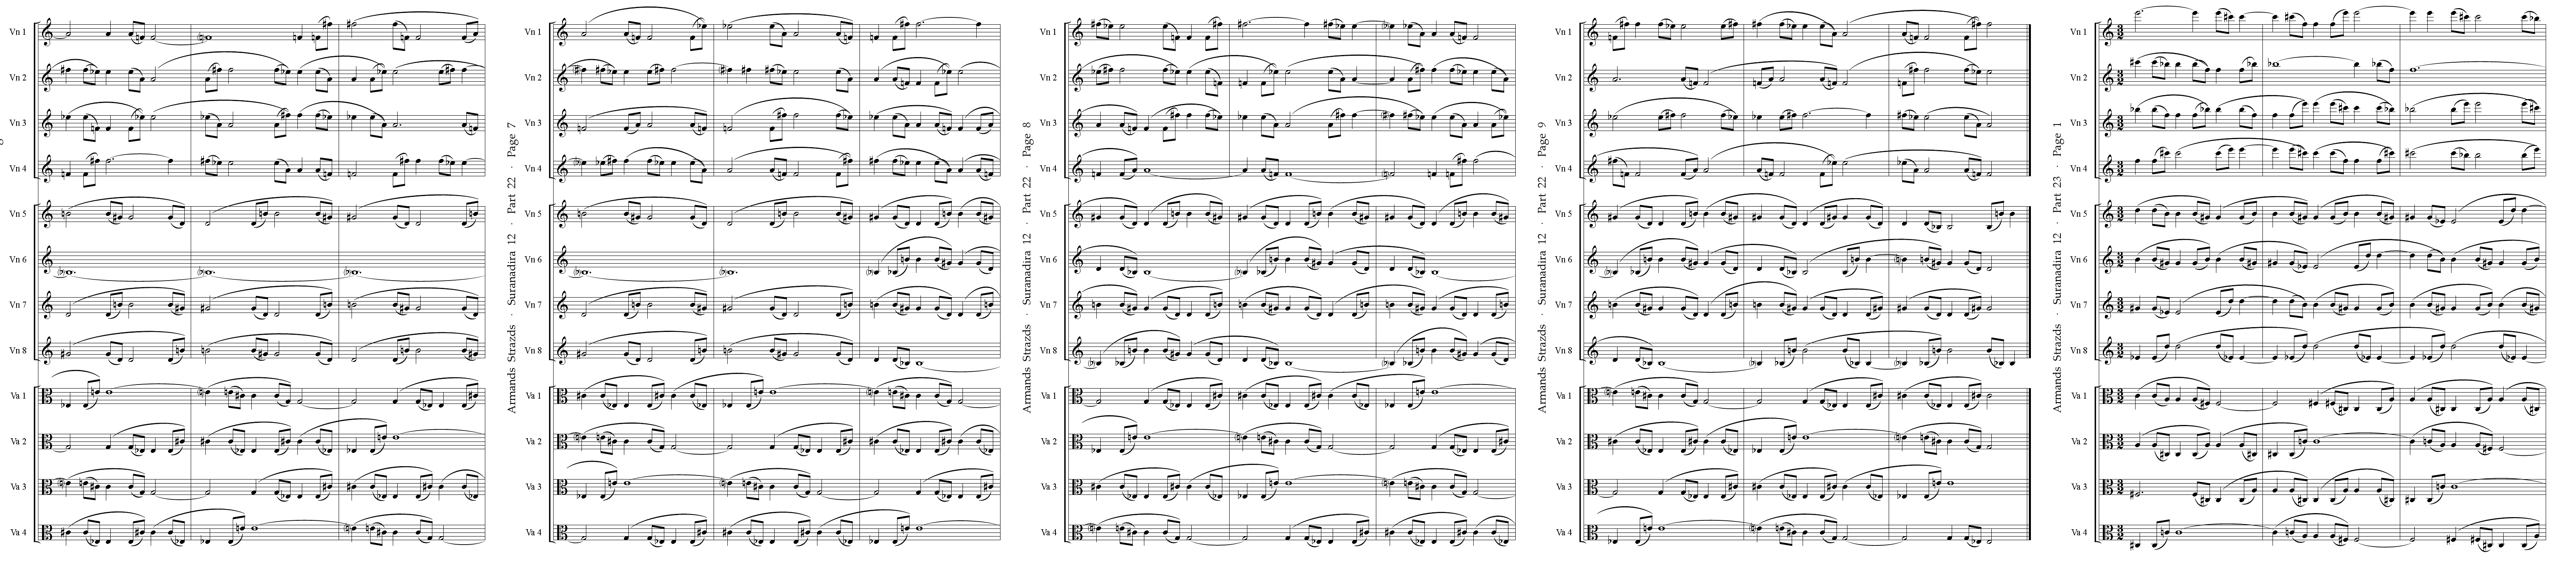 Vn 1
Vn 2
Vn 3
Vn 4
Vn 5
Vn 6
Vn 7
Vn 8
Va 1
Va 2
Va 3
Va 4
Armands Strazds · Suranadira 12 · Part 22 · Page 7
Vn 1
Vn 2
Vn 3
Vn 4
Vn 5
Vn 6
Vn 7
Vn 8
Va 1
Va 2
Va 3
Va 4
Armands Strazds · Suranadira 12 · Part 22 · Page 8
Vn 1
Vn 2
Vn 3
Vn 4
Vn 5
Vn 6
Vn 7
Vn 8
Va 1
Va 2
Va 3
Va 4
Armands Strazds · Suranadira 12 · Part 22 · Page 9
Vn 1
Vn 2
Vn 3
Vn 4
Vn 5
Vn 6
Vn 7
Vn 8
Va 1
Va 2
Va 3
Va 4
Armands Strazds · Suranadira 12 · Part 23 · Page 1
Vn 1
Vn 2
Vn 3
Vn 4
Vn 5
Vn 6
Vn 7
Vn 8
Va 1
Va 2
Va 3
Va 4